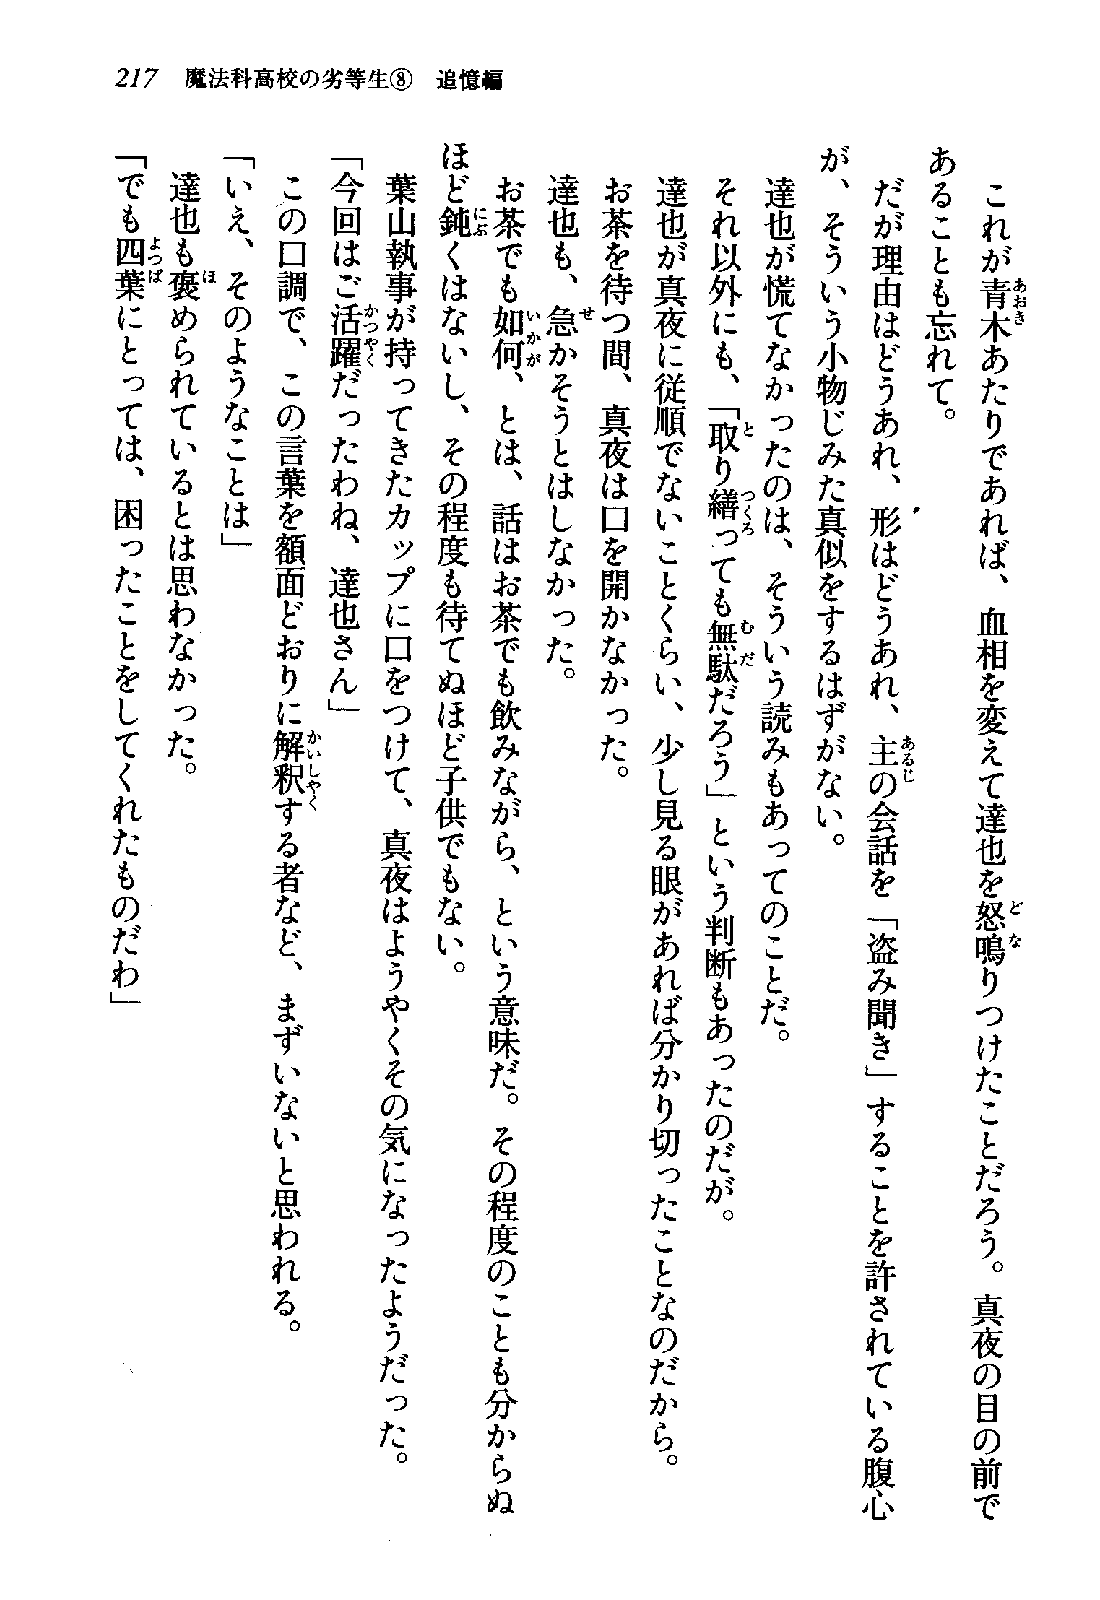 217　魔法科高校の劣等生⑧　追憶編
　これが青木あたりであれば、血相を変えて達也を怒鳴りつけたことだろう。真夜の目の前で
あることも忘れて。
　だが理由はどうあれ、形はどうあれ、主の会話を「盗み聞き」することを許されている腹心
が、そういう小物じみた真似をするはずがない。
　達也が慌てなかったのは、そういう読みもあってのことだ。
　それ以外にも、「取り繕っても無駄だろう」という判断もあったのだが。
　達也が真夜に従順でないことくらい、少し見る眼があれば分かり切ったことなのだから。
　お茶を待つ間、真夜は口を開かなかった。
　達也も、急かそうとはしなかった。
　お茶でも如何、とは、話はお茶でも飲みながら、という意味だ。その程度のことも分からぬ
ほど鈍くはないし、その程度も待てぬほど子供でもない。
　葉山執事が持ってきたカップに口をつけて、真夜はようやくその気になったようだった。
「今回はご活躍だったわね、達也さん」
　この口調で、この言葉を額面どおりに解釈する者など、まずいないと思われる。
「いえ、そのようなことは」
　達也も褒められているとは思わなかった。
「でも四葉にとっては、困ったことをしてくれたものだわ」